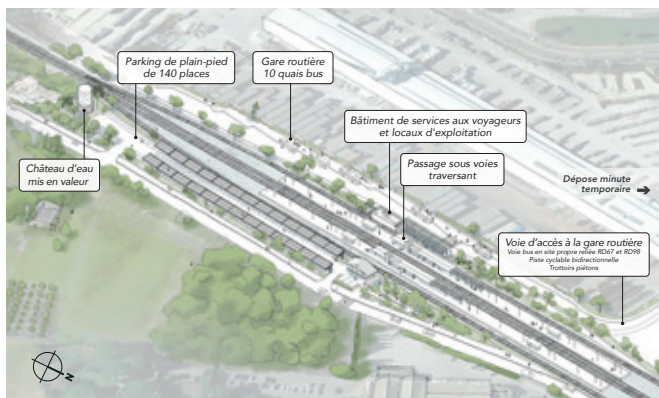 Parking de plain-pied
de 140 places
Gare routière
10 quais bus
Bâtiment de services aux voyageurs
et locaux d'exploitation
Château d'eau
mis en valeur
Passage sous voies
traversant
Dépose minute
temporaire
Voie d'accès à la gare routière
Voie bus en site propre reliée RD67 et RD98
Piste cyclable bidirectionnelle
Trottoirs piétons
N